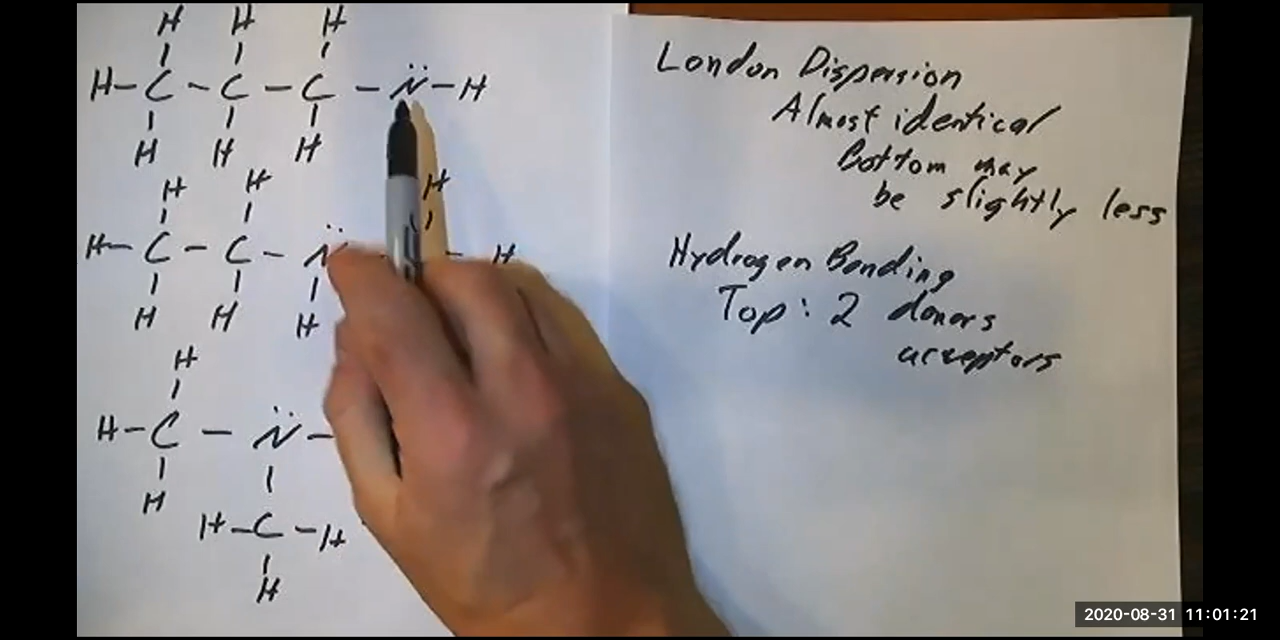 H H H
H-C-C-C-N̈-H
H H H
H H H
H-C-C-N̈ H
H H H
H
H-C-N̈-
H
H-C-H
H
London Dispersion
Almost identical
Bottom may
be slightly less
Hydrogen Bonding
Top: 2 donors
acceptors
2020-08-31 11:01:21